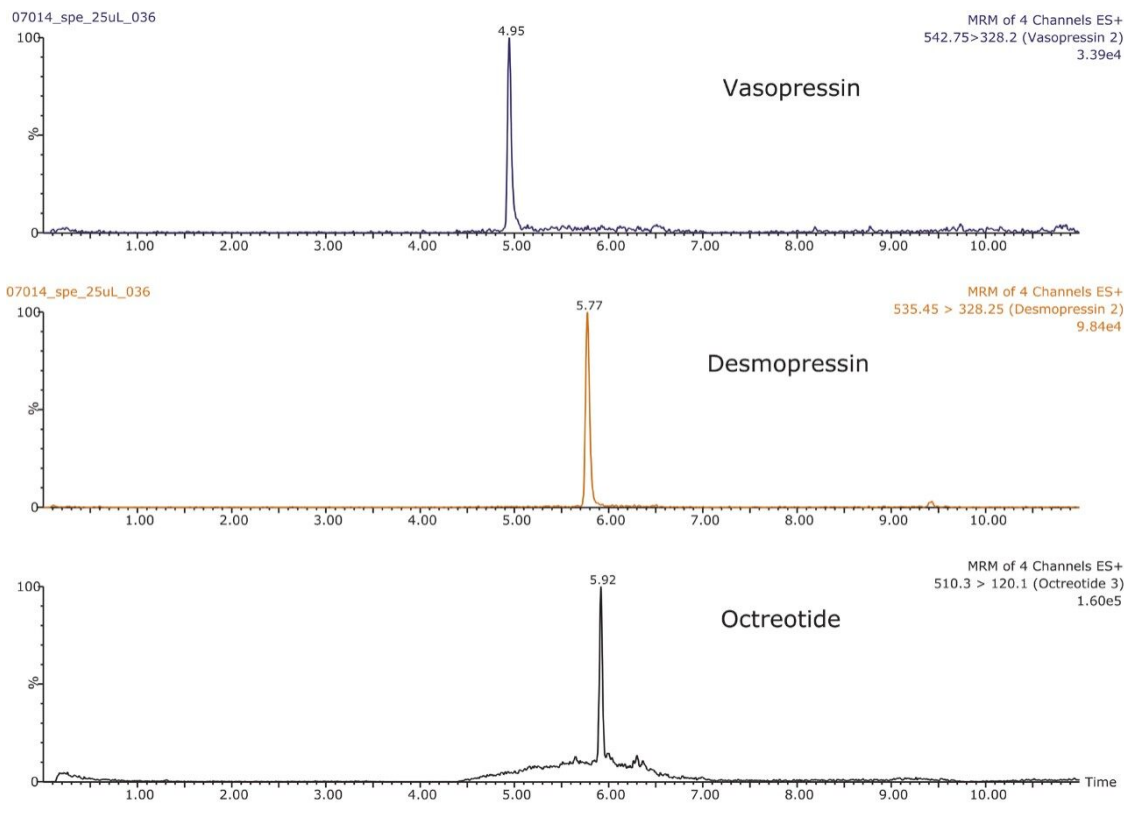 07014_spe_25uL_036
MRM of 4 Channels ES+
542.75>328.2 (Vasopressin 2)
3.39e4
100
4.95
Vasopressin
%
0
1.00 2.00 3.00 4.00 5.00 6.00 7.00 8.00 9.00 10.00
07014_spe_25uL_036
MRM of 4 Channels ES+
535.45 > 328.25 (Desmopressin 2)
9.84e4
100
5.77
Desmopressin
%
0
1.00 2.00 3.00 4.00 5.00 6.00 7.00 8.00 9.00 10.00
MRM of 4 Channels ES+
510.3 > 120.1 (Octreotide 3)
1.60e5
100
5.92
Octreotide
%
0
Time
1.00 2.00 3.00 4.00 5.00 6.00 7.00 8.00 9.00 10.00